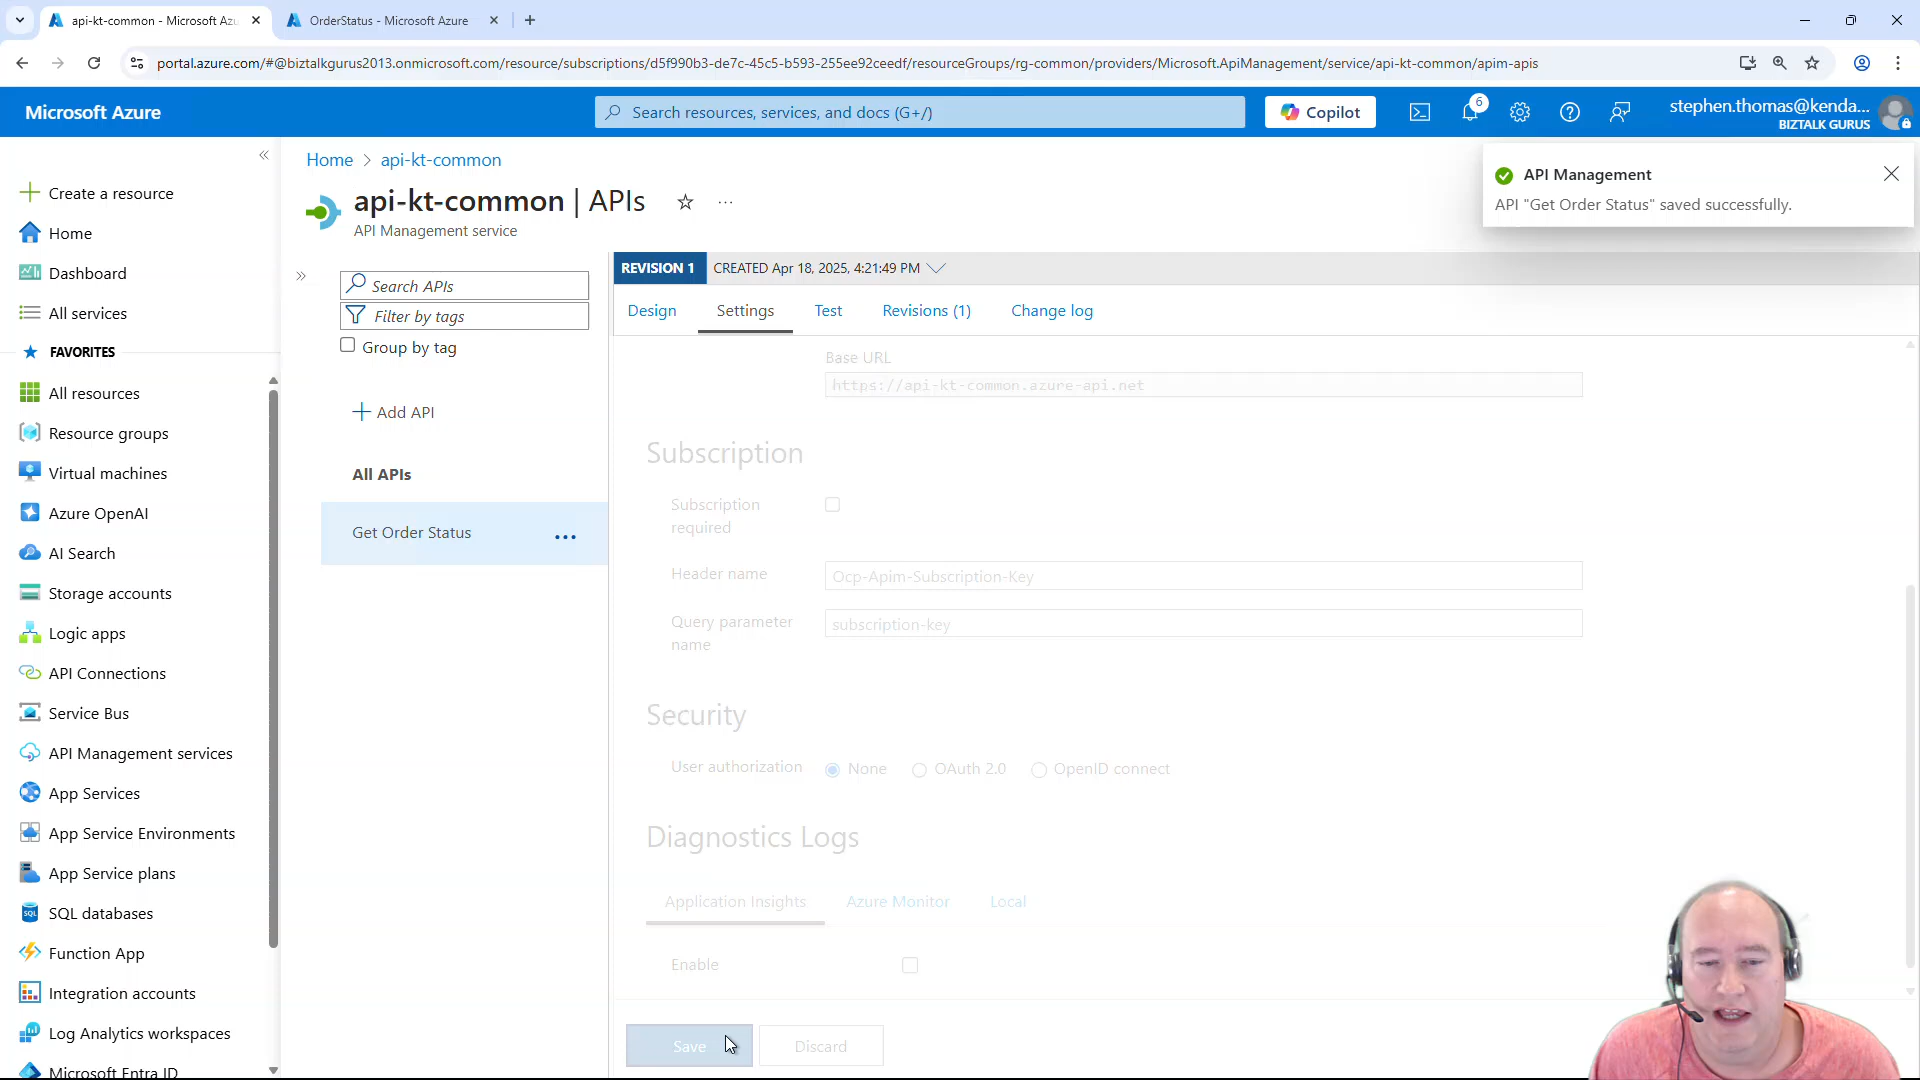 api-kt-common - Microsoft Az
OrderStatus - Microsoft Azure
portal.azure.com/#@biztalkgurus2013.onmicrosoft.com/resource/subscriptions/d5f990b3-de7c-45c5-b593-255ee92ceedf/resourceGroups/rg-common/providers/Microsoft.ApiManagement/service/api-kt-common/apim-apis
Microsoft Azure
Search resources, services, and docs (G+/)
Copilot
6
stephen.thomas@kenda...
BIZTALK GURUS
Create a resource
Home
Dashboard
All services
FAVORITES
All resources
Resource groups
Virtual machines
Azure OpenAI
AI Search
Storage accounts
Logic apps
API Connections
Service Bus
API Management services
App Services
App Service Environments
App Service plans
SQL databases
Function App
Integration accounts
Log Analytics workspaces
Microsoft Entra ID
Home > api-kt-common
api-kt-common | APIs
API Management service
API Management
API "Get Order Status" saved successfully.
Search APIs
Filter by tags
Group by tag
Add API
All APIs
Get Order Status
REVISION 1
CREATED Apr 18, 2025, 4:21:49 PM
Design
Settings
Test
Revisions (1)
Change log
Base URL
https://api-kt-common.azure-api.net
Subscription
Subscription
required
Header name
Ocp-Apim-Subscription-Key
Query parameter
name
subscription-key
Security
User authorization
None
OAuth 2.0
OpenID connect
Diagnostics Logs
Application Insights
Azure Monitor
Local
Enable
Save
Discard